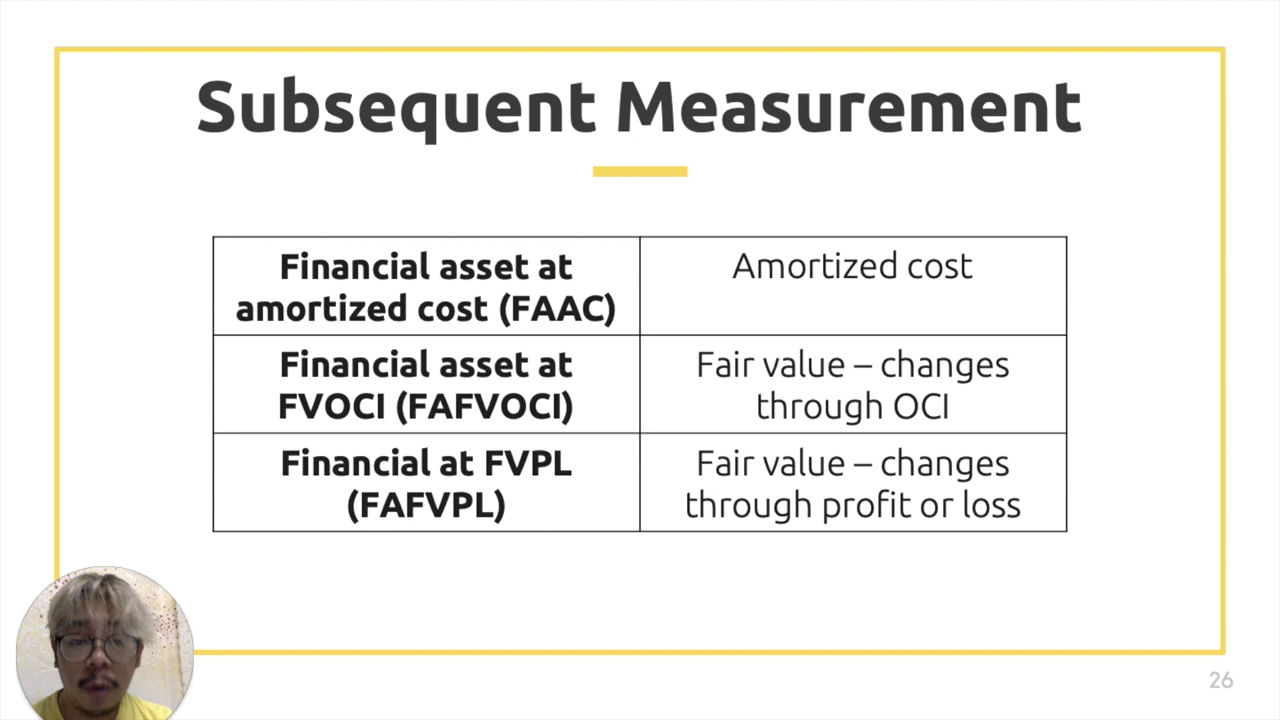 Subsequent Measurement
Financial asset at
amortized cost (FAAC)
Amortized cost
Financial asset at
FVOCI (FAFVOCI)
Fair value – changes
through OCI
Financial at FVPL
(FAFVPL)
Fair value – changes
through profit or loss
26